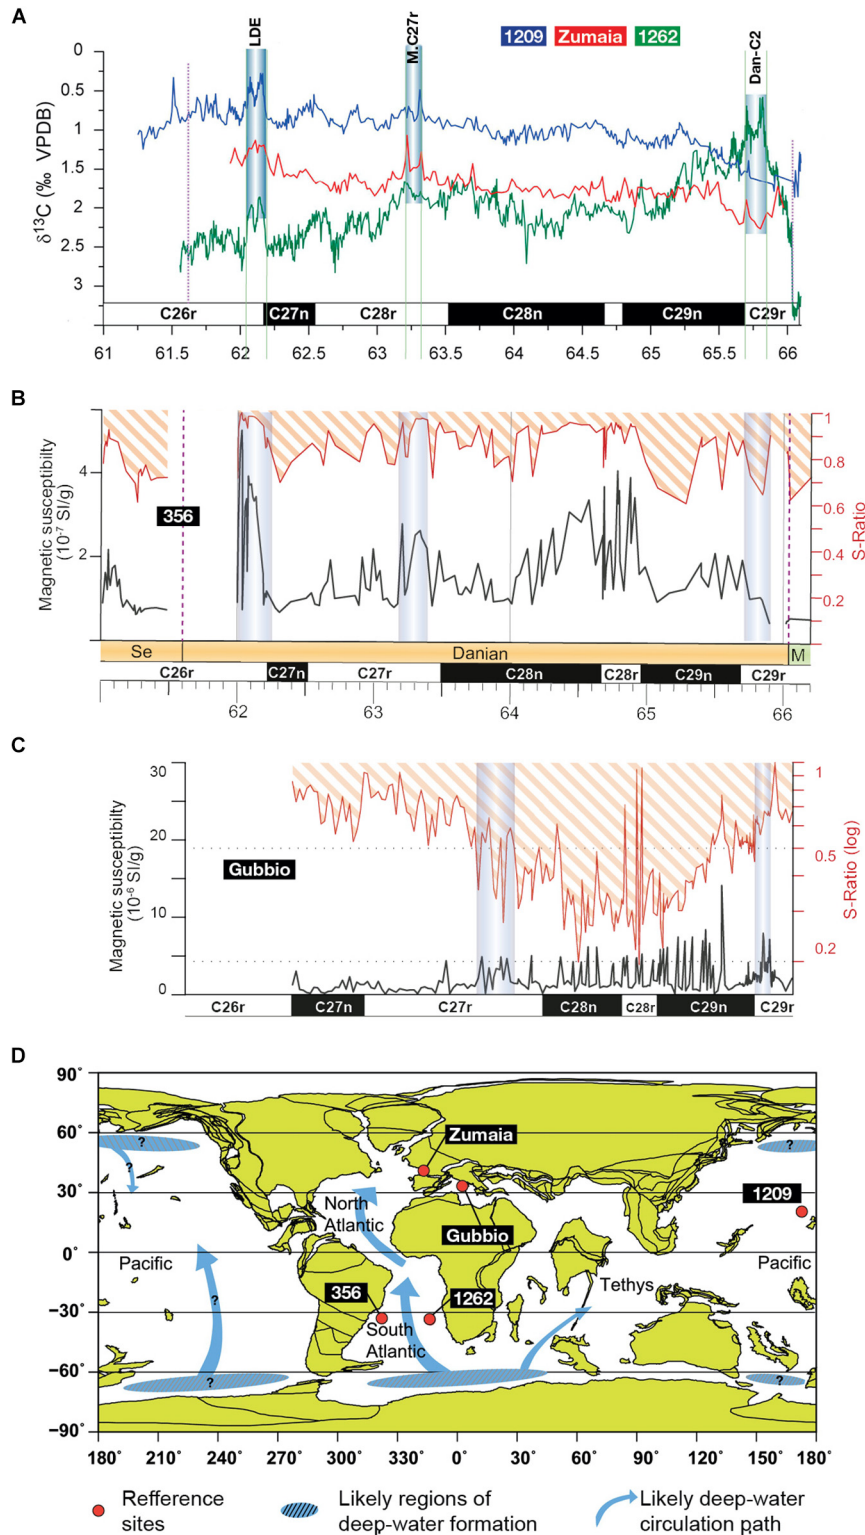 A
LDE
M.C27r
Dan-C2
1209 Zumaia 1262
δ¹³C (‰ VPDB)
0
0.5
1
1.5
2
2.5
3
C26r C27n C28r C28n C29n C29r
61 61.5 62 62.5 63 63.5 64 64.5 65 65.5 66
B
Magnetic susceptibility
(10⁻⁷ SI/g)
4
2
356
S-Ratio
1
0.8
0.6
0.4
0.2
Se Danian M
C26r C27n C27r C28n C28r C29n C29r
62 63 64 65 66
C
Magnetic susceptibiity
(10⁻⁶ SI/g)
30
20
10
0
Gubbio
S-Ratio (log)
1
0.5
0.2
C26r C27n C27r C28n C28r C29n C29r
D
90°
60°
30°
0°
−30°
−60°
−90°
Zumaia
1209
North
Atlantic
Gubbio
Pacific
Pacific
Tethys
356
1262
South
Atlantic
?
?
?
?
?
?
180° 210° 240° 270° 300° 330° 0° 30° 60° 90° 120° 150° 180°
Refference
sites
Likely regions of
deep-water formation
Likely deep-water
circulation path